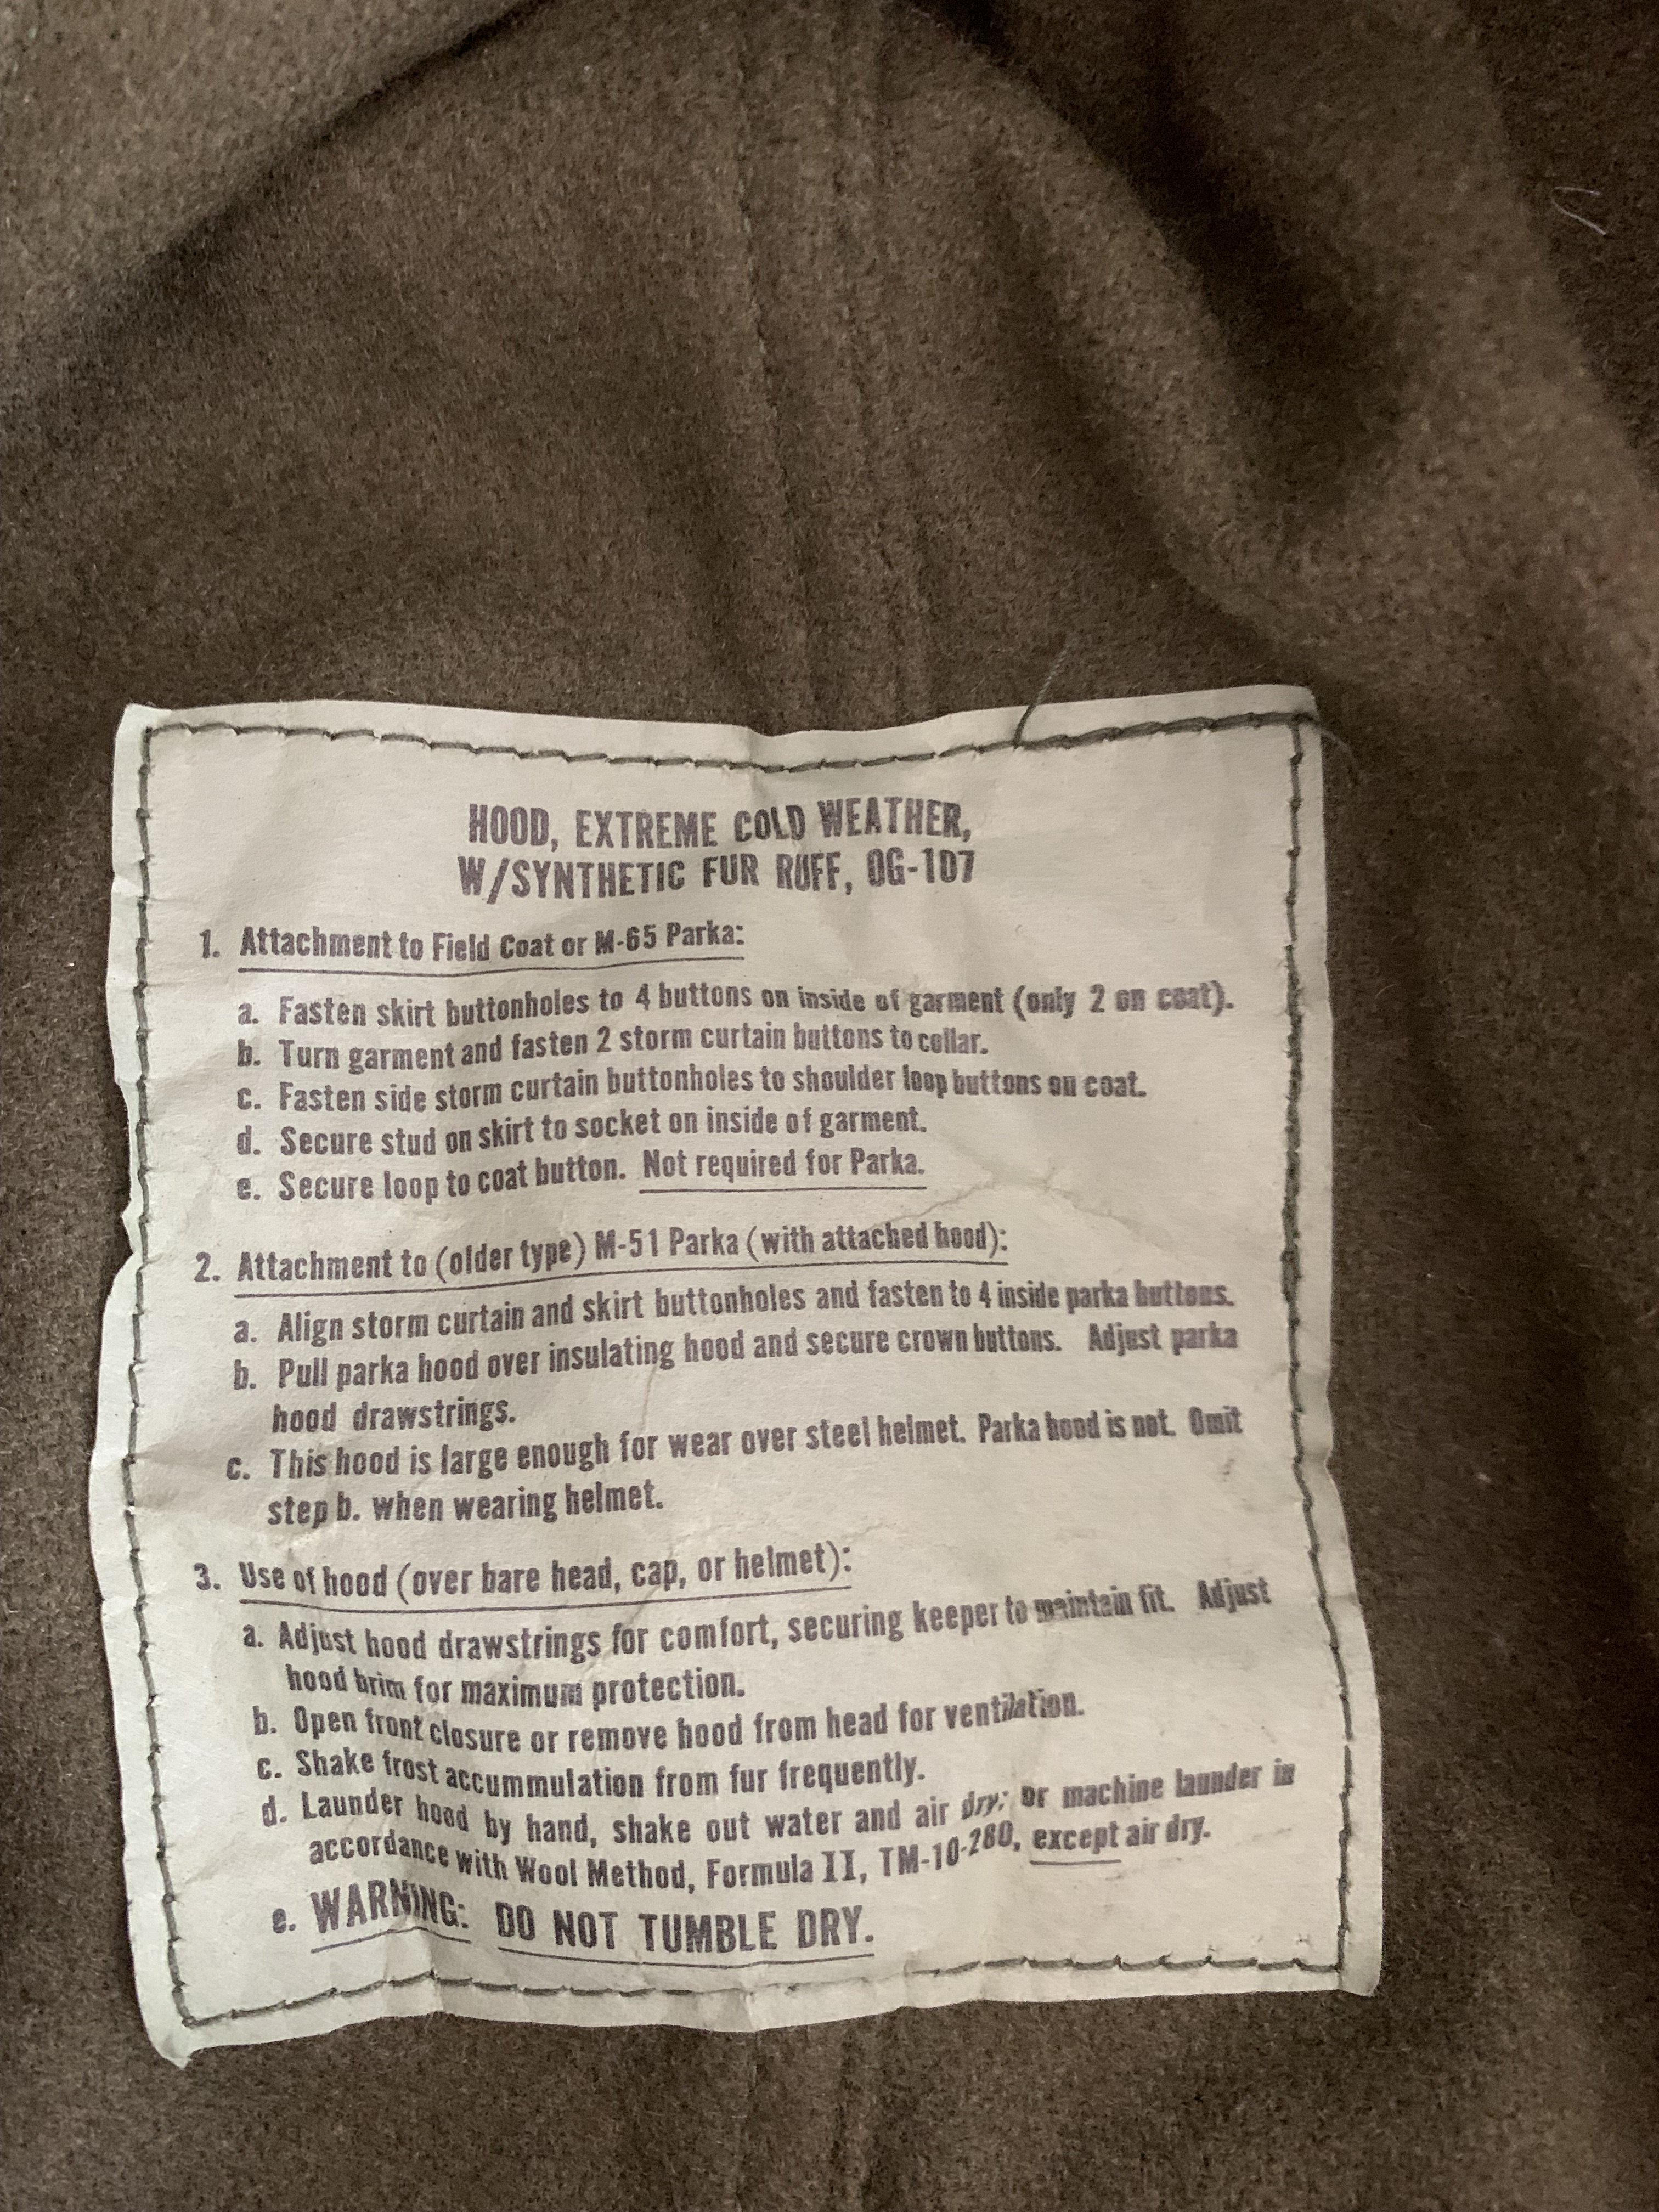 HOOD, EXTREME COLD WEATHER,
W/SYNTHETIC FUR RUFF, OG-107
1. Attachment to Field Coat or M-65 Parka:
a. Fasten skirt buttonholes to 4 buttons on inside of garment (only 2 on coat).
b. Turn garment and fasten 2 storm curtain buttons to collar.
c. Fasten side storm curtain buttonholes to shoulder loop buttons on coat.
d. Secure stud on skirt to socket on inside of garment.
e. Secure loop to coat button. Not required for Parka.
2. Attachment to (older type) M-51 Parka (with attached hood):
a. Align storm curtain and skirt buttonholes and fasten to 4 inside parka buttons.
b. Pull parka hood over insulating hood and secure crown buttons. Adjust parka
hood drawstrings.
c. This hood is large enough for wear over steel helmet. Parka hood is not. Omit
step b. when wearing helmet.
3. Use of hood (over bare head, cap, or helmet):
a. Adjust hood drawstrings for comfort, securing keeper to maintain fit. Adjust
hood brim for maximum protection.
b. Open front closure or remove hood from head for ventilation.
c. Shake frost accummulation from fur frequently.
d. Launder hood by hand, shake out water and air dry; or machine launder in
accordance with Wool Method, Formula II, TM-10-280, except air dry.
e. WARNING: DO NOT TUMBLE DRY.